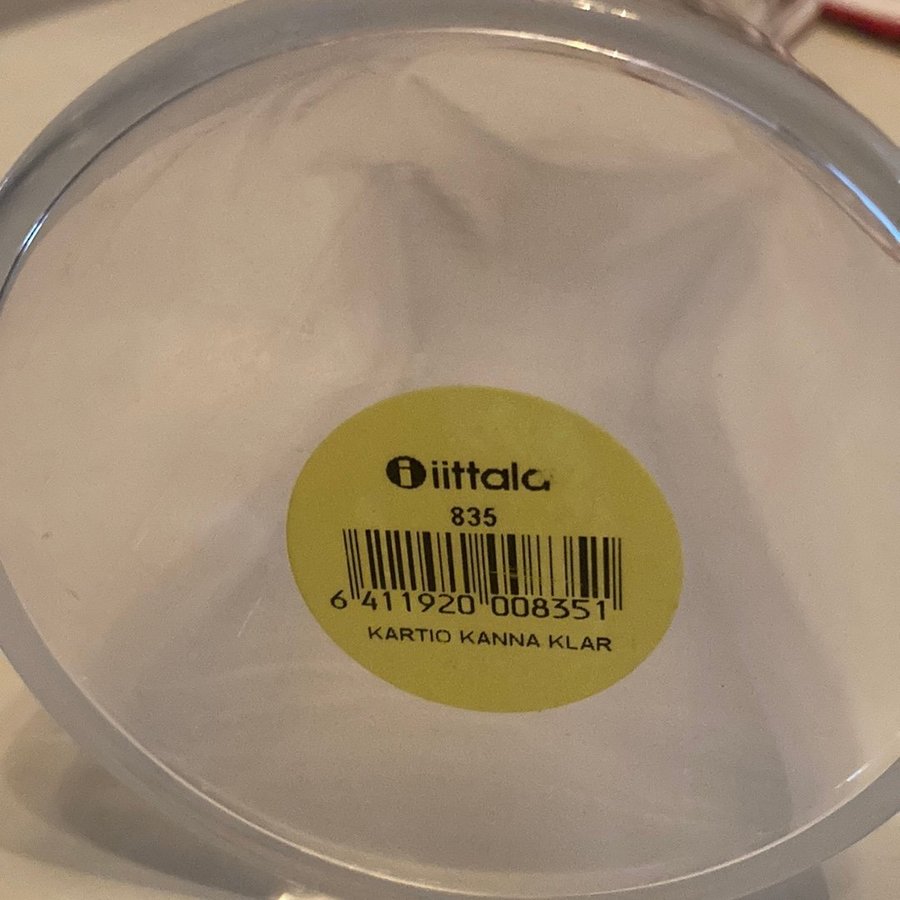 i iittala
835
6 411920 008351
KARTIO KANNA KLAR